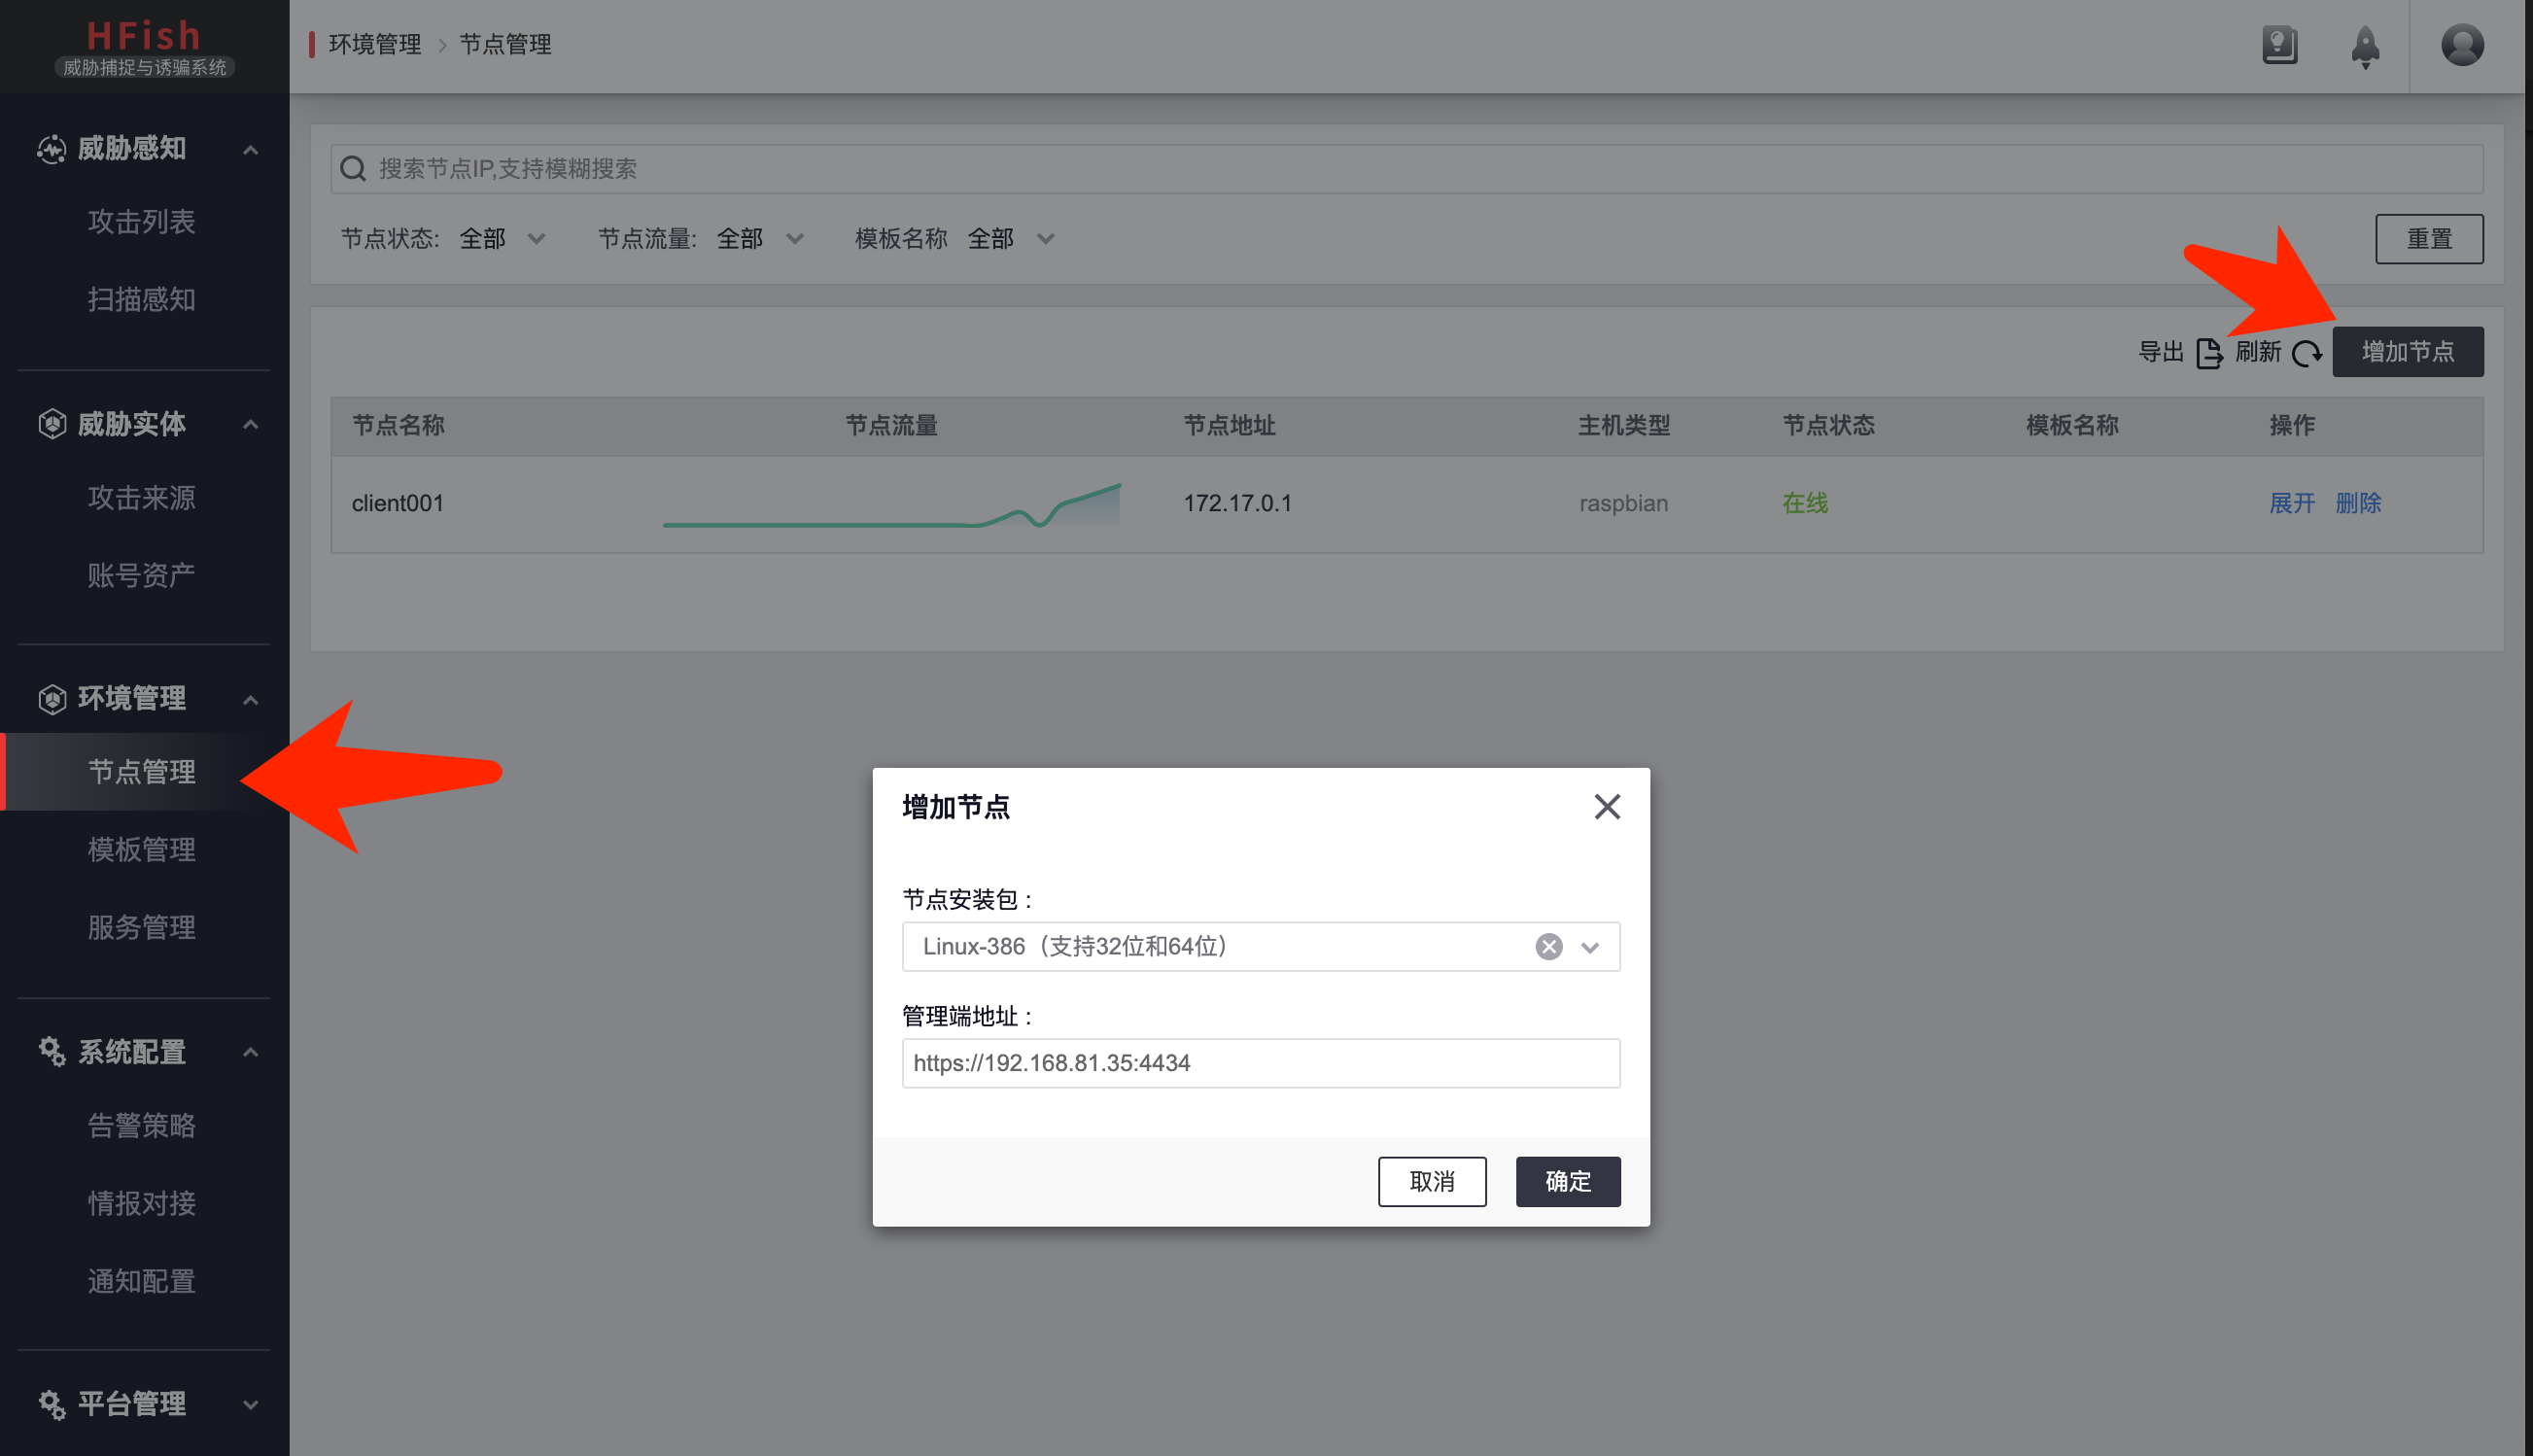 HFish
威胁捕捉与诱骗系统
环境管理 > 节点管理
威胁感知
攻击列表
扫描感知
威胁实体
攻击来源
账号资产
环境管理
节点管理
模板管理
服务管理
系统配置
告警策略
情报对接
通知配置
平台管理
搜索节点IP,支持模糊搜索
节点状态: 全部 节点流量: 全部 模板名称 全部 重置
导出 刷新 增加节点
节点名称 节点流量 节点地址 主机类型 节点状态 模板名称 操作
client001 172.17.0.1 raspbian 在线 展开 删除
增加节点
节点安装包 :
Linux-386（支持32位和64位）
管理端地址 :
https://192.168.81.35:4434
取消 确定